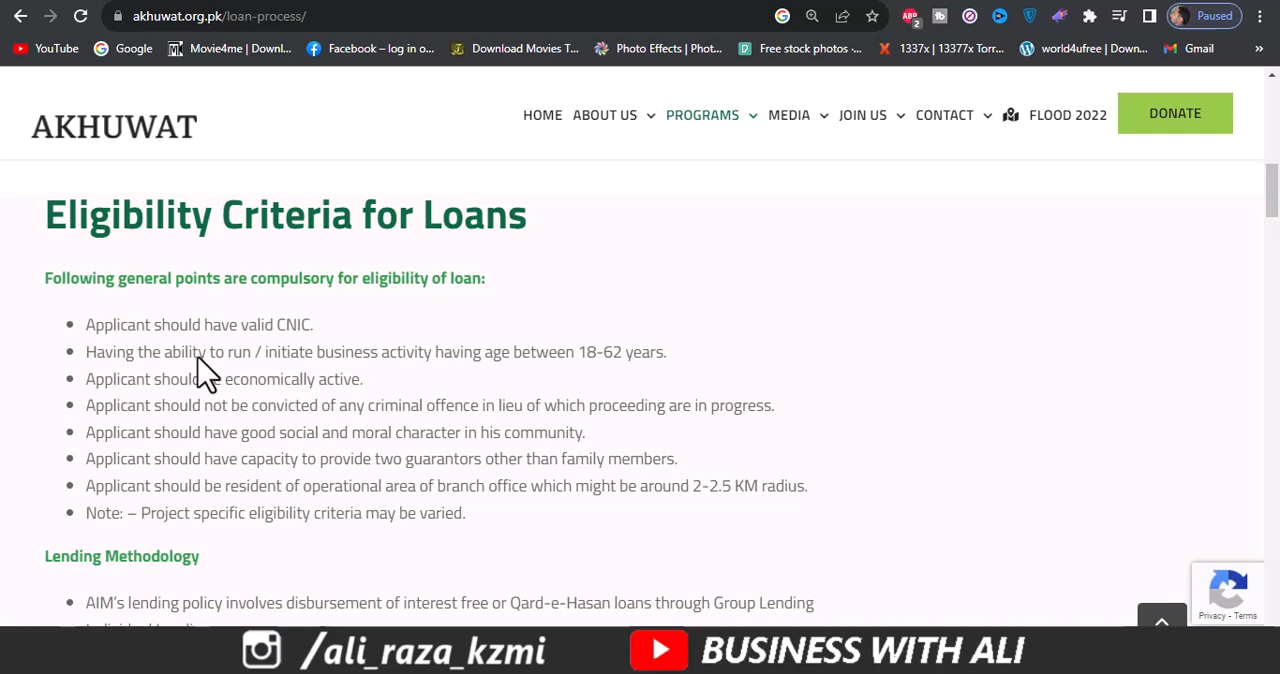 akhuwat.org.pk/loan-process/
2
Paused
YouTube
Google
Movie4me | Downl...
Facebook – log in o...
Download Movies T...
Photo Effects | Phot...
Free stock photos ·...
1337x | 13377x Torr...
world4ufree | Down...
Gmail
»
AKHUWAT
HOME
ABOUT US
PROGRAMS
MEDIA
JOIN US
CONTACT
FLOOD 2022
DONATE
Eligibility Criteria for Loans
Following general points are compulsory for eligibility of loan:
Applicant should have valid CNIC.
Having the ability to run / initiate business activity having age between 18-62 years.
Applicant should economically active.
Applicant should not be convicted of any criminal offence in lieu of which proceeding are in progress.
Applicant should have good social and moral character in his community.
Applicant should have capacity to provide two guarantors other than family members.
Applicant should be resident of operational area of branch office which might be around 2-2.5 KM radius.
Note: – Project specific eligibility criteria may be varied.
Lending Methodology
AIM's lending policy involves disbursement of interest free or Qard-e-Hasan loans through Group Lending
Privacy - Terms
/ali_raza_kzmi
BUSINESS WITH ALI